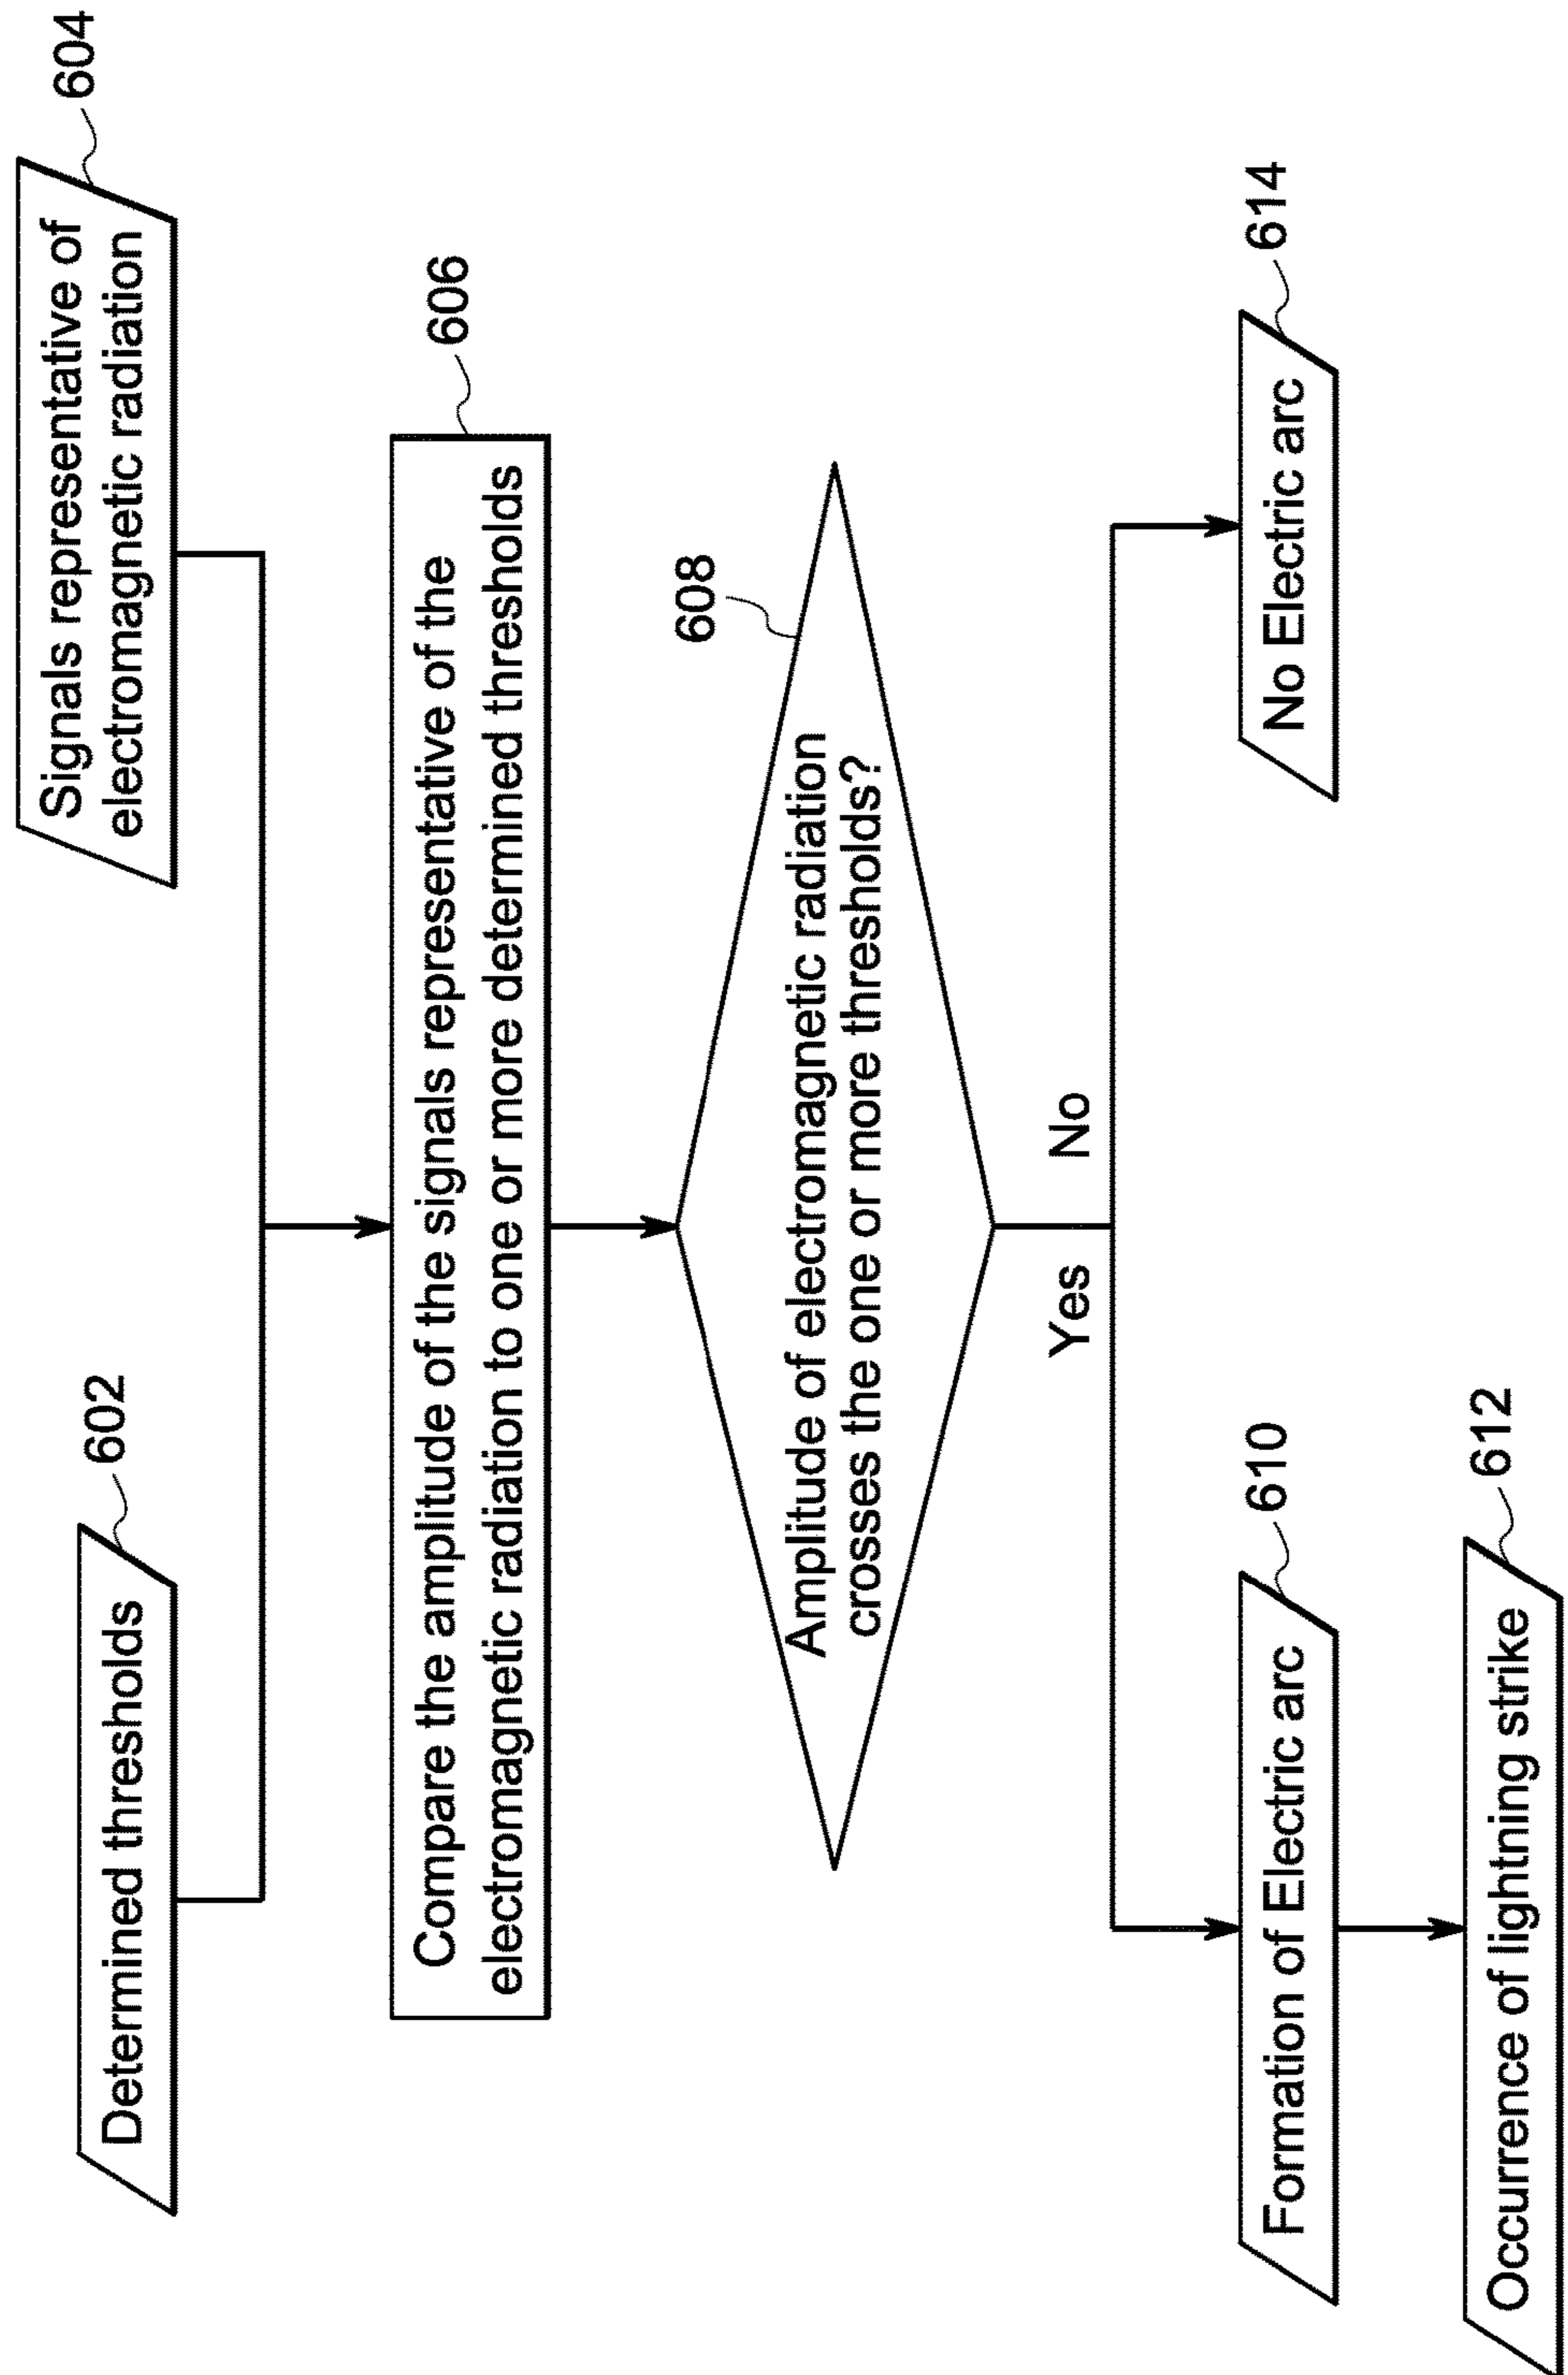 Determined thresholds
602
Signals representative of
electromagnetic radiation
604
Compare the amplitude of the signals representative of the
electromagnetic radiation to one or more determined thresholds
606
608
Amplitude of electromagnetic radiation
crosses the one or more thresholds?
Yes
No
Formation of Electric arc
610
No Electric arc
614
Occurrence of lightning strike
612